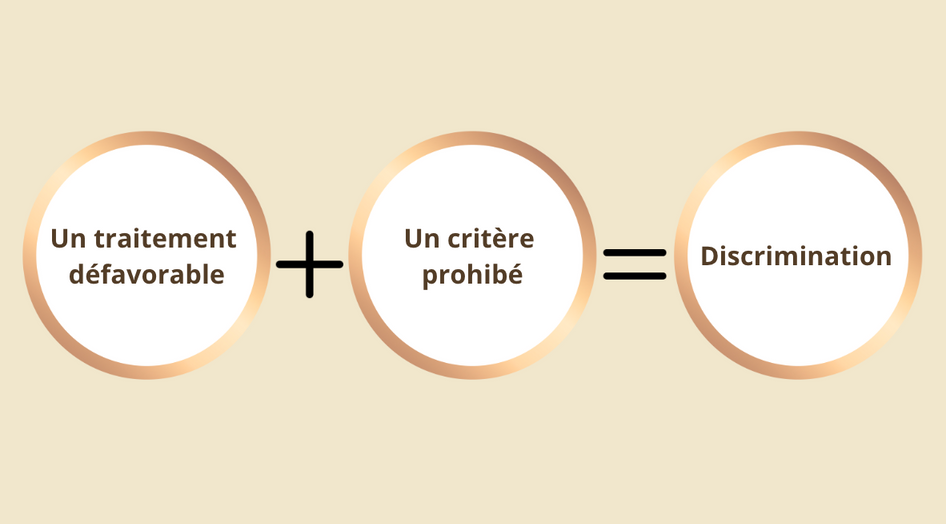 Un traitement
défavorable
+
Un critère
prohibé
=
Discrimination